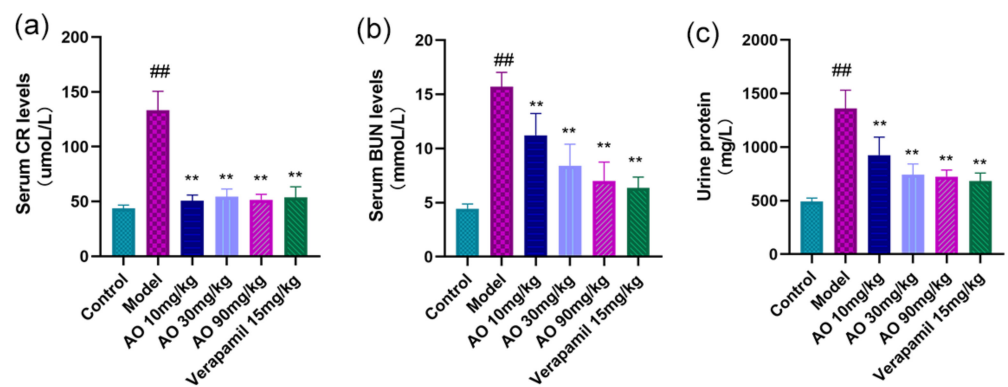 (a)
Serum CR levels
(umoL/L)
200
150
100
50
0
##
**
**
**
**
Control
Model
AO 10mg/kg
AO 30mg/kg
AO 90mg/kg
Verapamil 15mg/kg
(b)
Serum BUN levels
(mmoL/L)
20
15
10
5
0
##
**
**
**
**
Control
Model
AO 10mg/kg
AO 30mg/kg
AO 90mg/kg
Verapamil 15mg/kg
(c)
Urine protein
(mg/L)
2000
1500
1000
500
0
##
**
**
**
**
Control
Model
AO 10mg/kg
AO 30mg/kg
AO 90mg/kg
Verapamil 15mg/kg